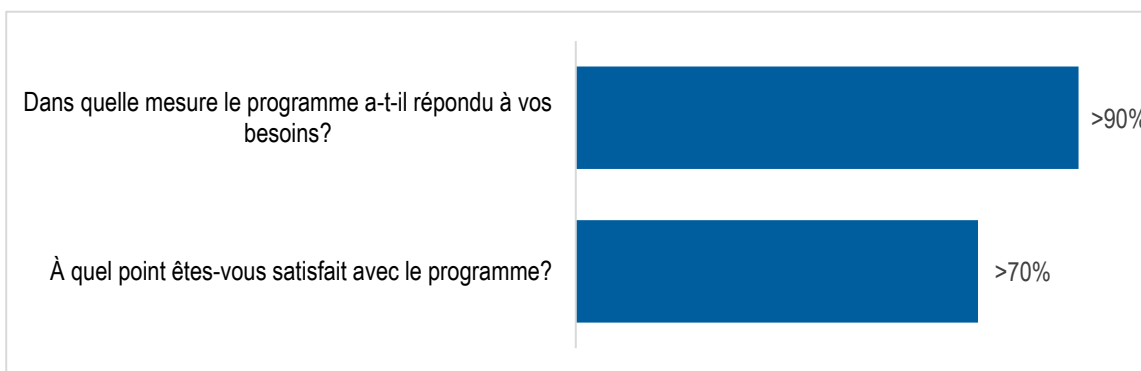 Dans quelle mesure le programme a-t-il répondu à vos
besoins?
>90%
À quel point êtes-vous satisfait avec le programme?
>70%